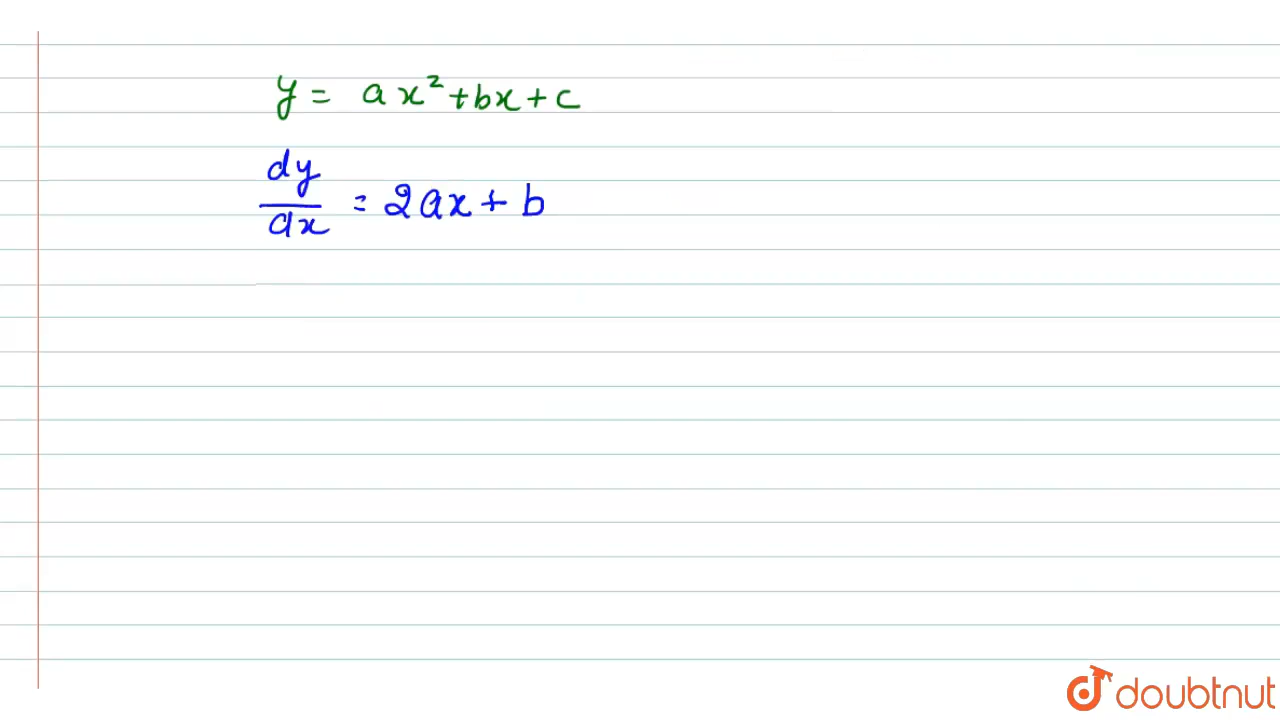 y = ax² + bx + c
dy/dx = 2ax + b
doubtnut